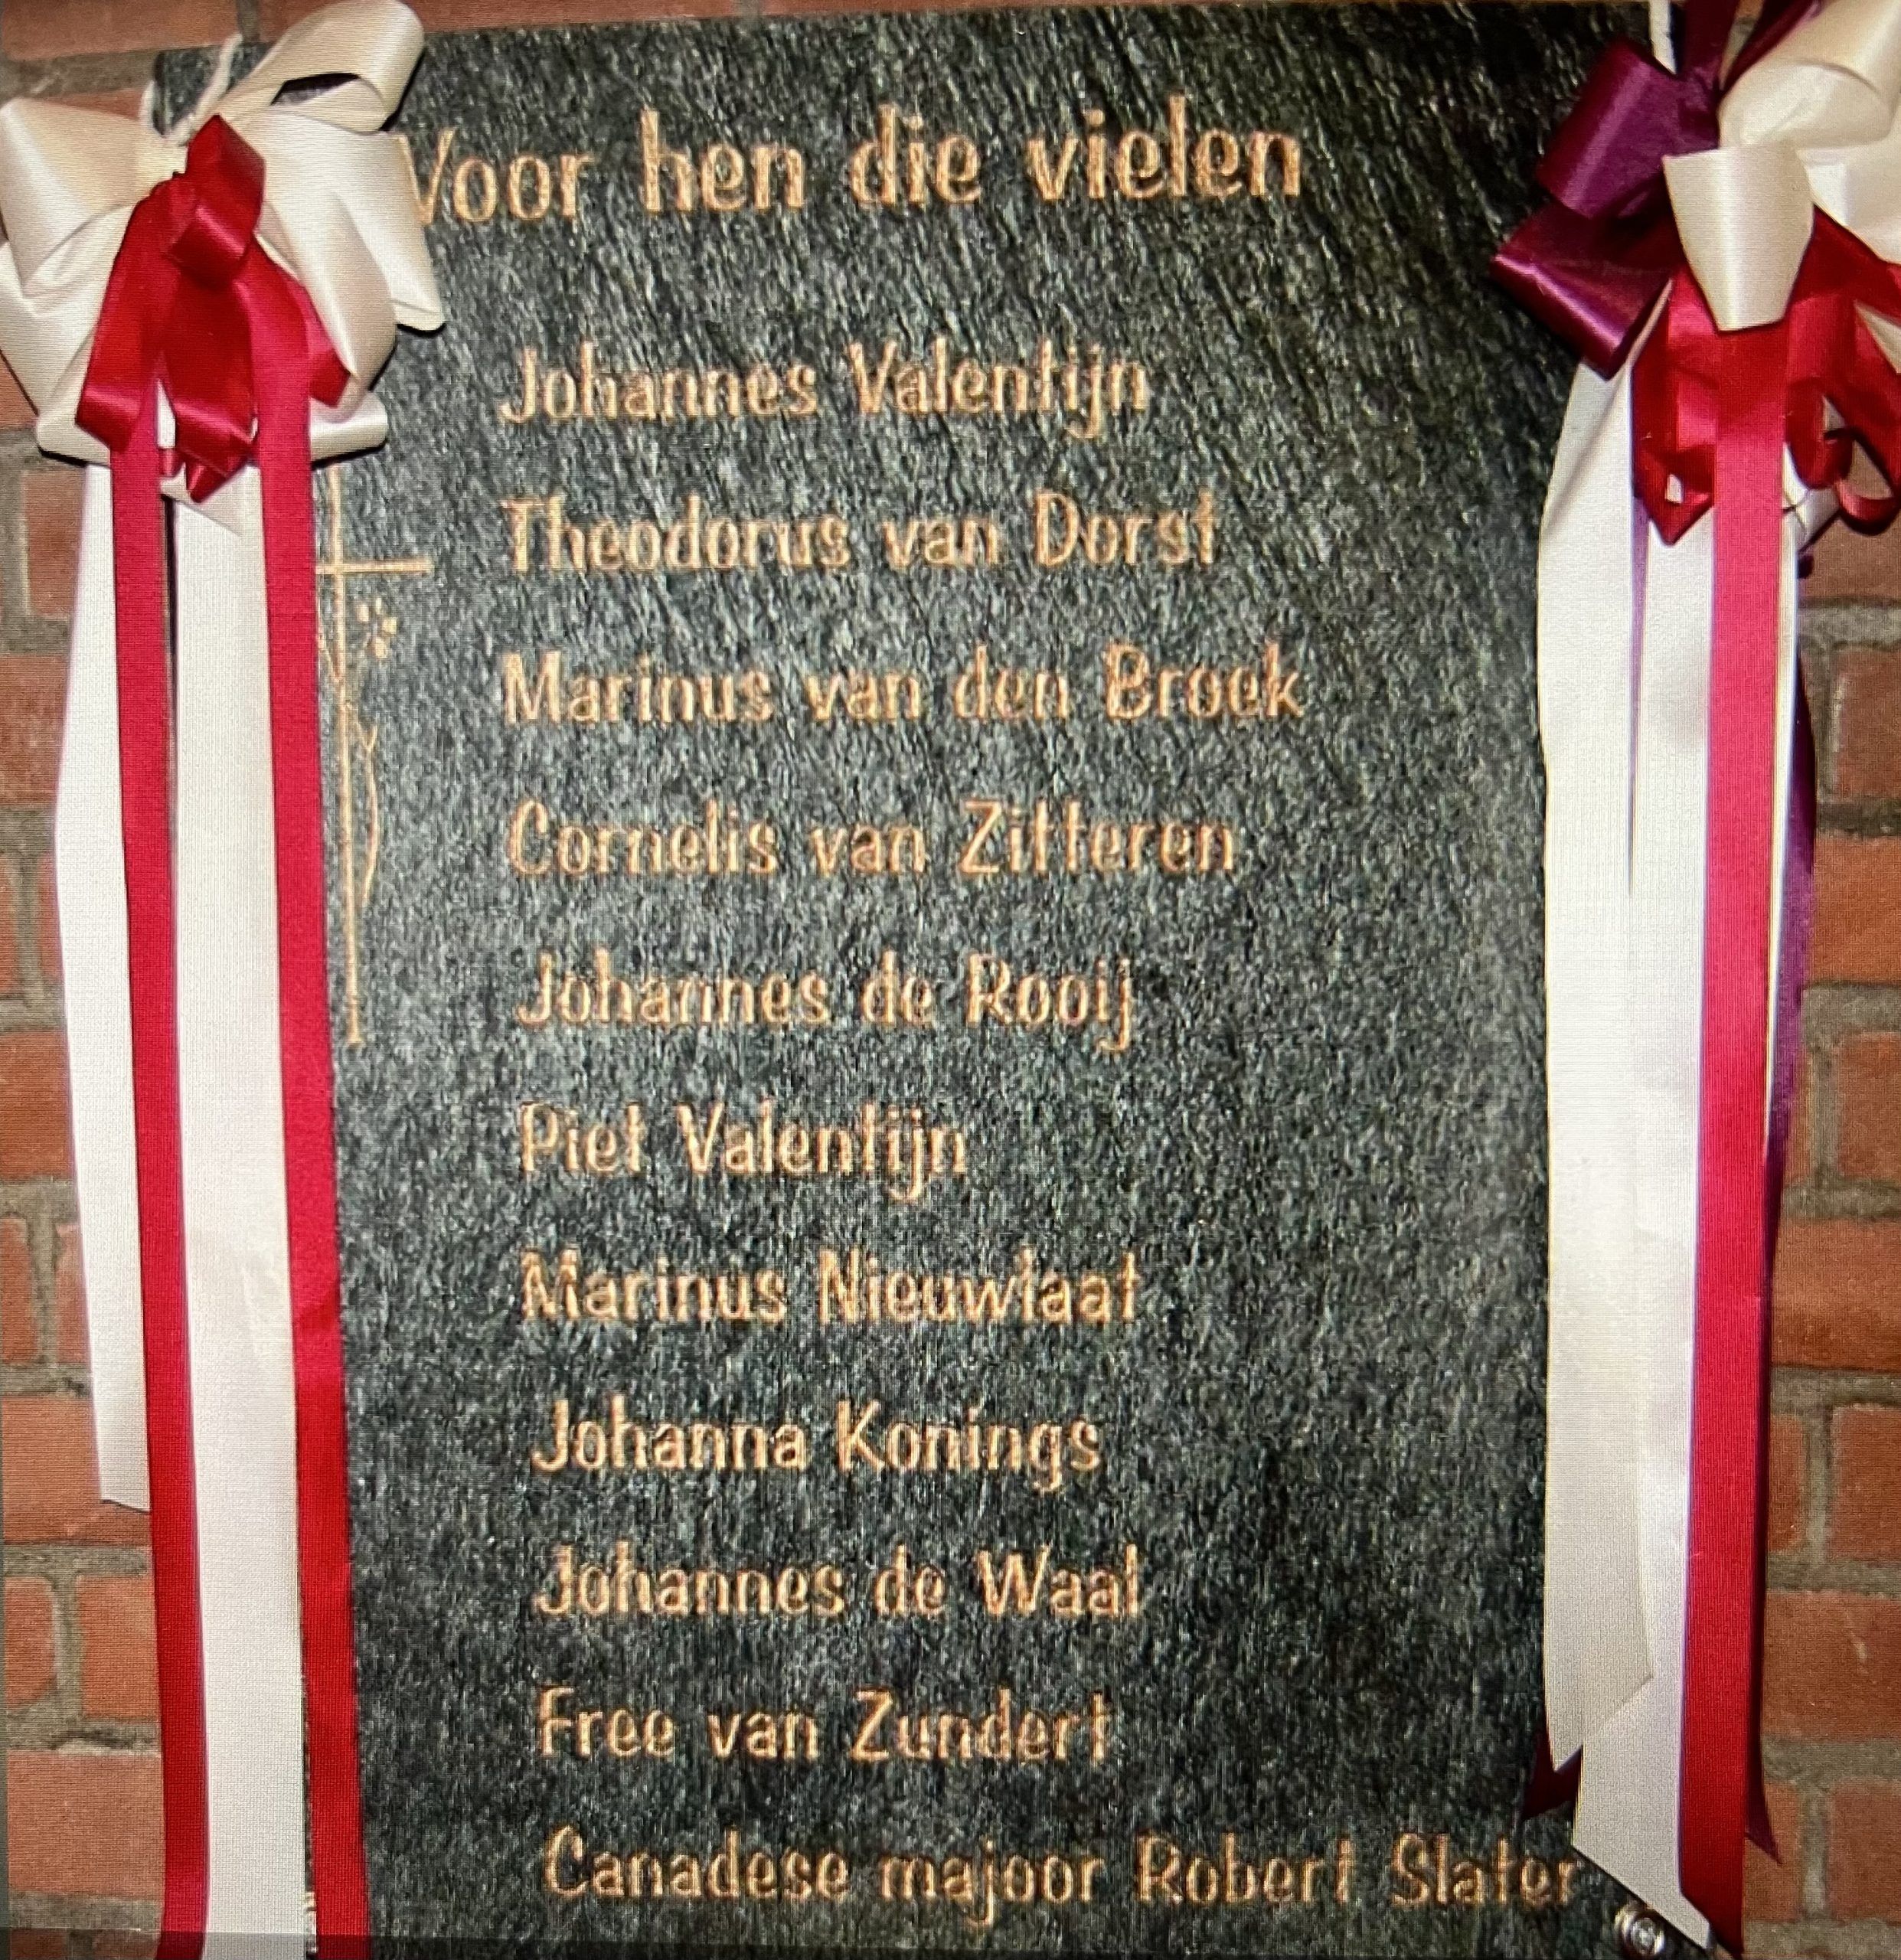 Voor hen die vielen
Johannes Valentijn
Theodorus van Dorst
Marinus van den Broek
Cornelis van Zitteren
Johannes de Rooij
Piet Valentijn
Marinus Nieuwlaat
Johanna Konings
Johannes de Waal
Free van Zundert
Canadese majoor Robert Slater